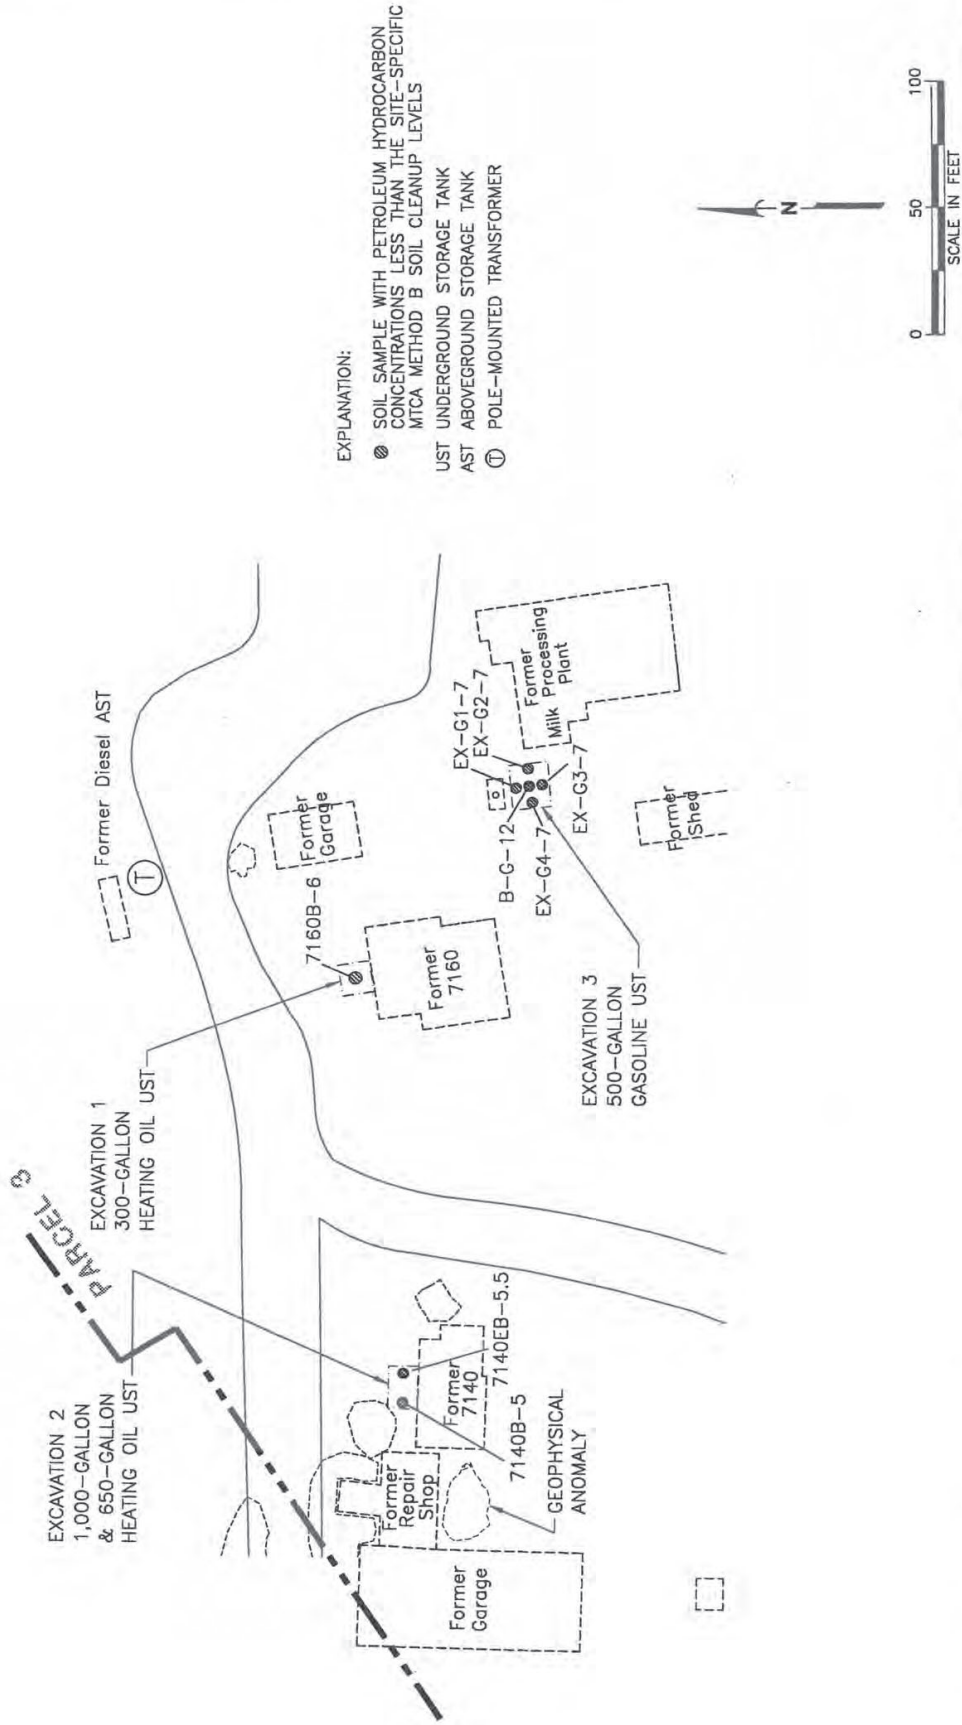 EXCAVATION 2
1,000-GALLON
& 650-GALLON
HEATING OIL UST
PARCEL 3
EXCAVATION 1
300-GALLON
HEATING OIL UST
Former Diesel AST
T
7160B-6
Former
Garage
Former
7160
EX-G1-7
EX-G2-7
B-G-12
EX-G4-7
EX-G3-7
Former
Milk Processing
Plant
Former
Shed
EXCAVATION 3
500-GALLON
GASOLINE UST
Former
7140
7140EB-5.5
7140B-5
Former
Repair
Shop
GEOPHYSICAL
ANOMALY
Former
Garage
EXPLANATION:
SOIL SAMPLE WITH PETROLEUM HYDROCARBON
CONCENTRATIONS LESS THAN THE SITE-SPECIFIC
MTCA METHOD B SOIL CLEANUP LEVELS
UST UNDERGROUND STORAGE TANK
AST ABOVEGROUND STORAGE TANK
T POLE-MOUNTED TRANSFORMER
N
0 50 100
SCALE IN FEET